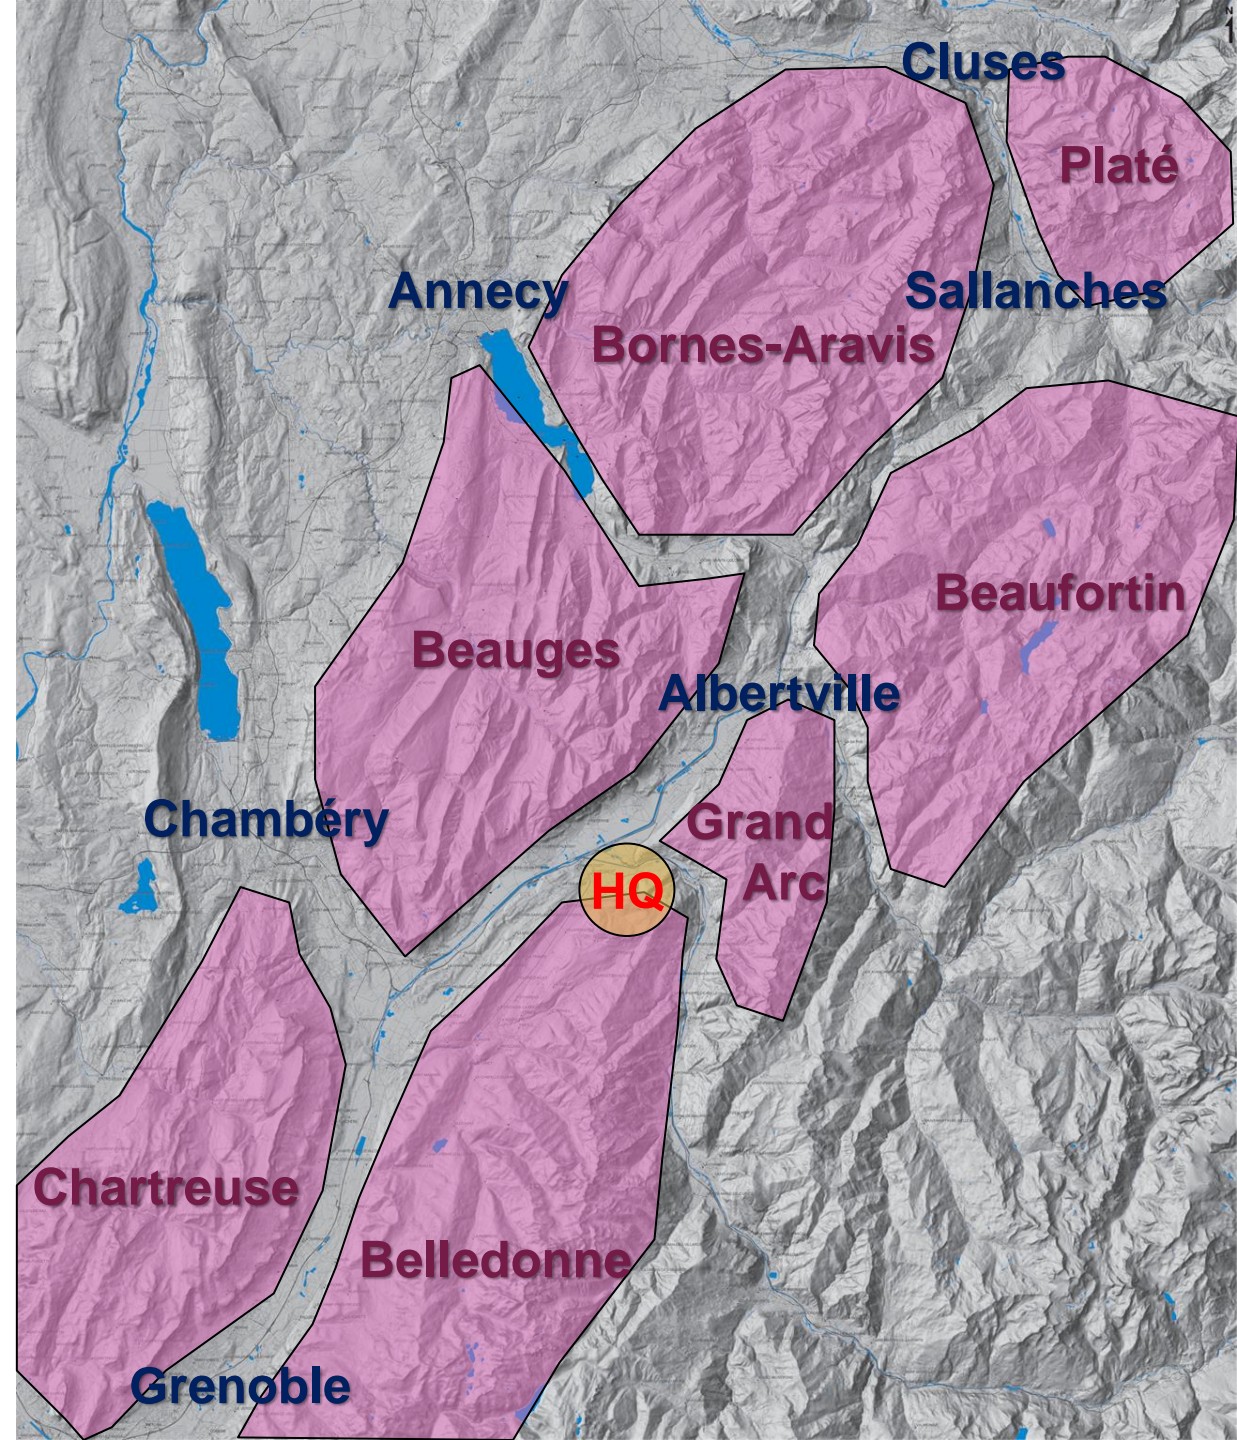 N
Cluses
Platé
Annecy
Sallanches
Bornes-Aravis
Beaufortin
Beauges
Albertville
Chambéry
Grand
Arc
HQ
Chartreuse
Belledonne
Grenoble